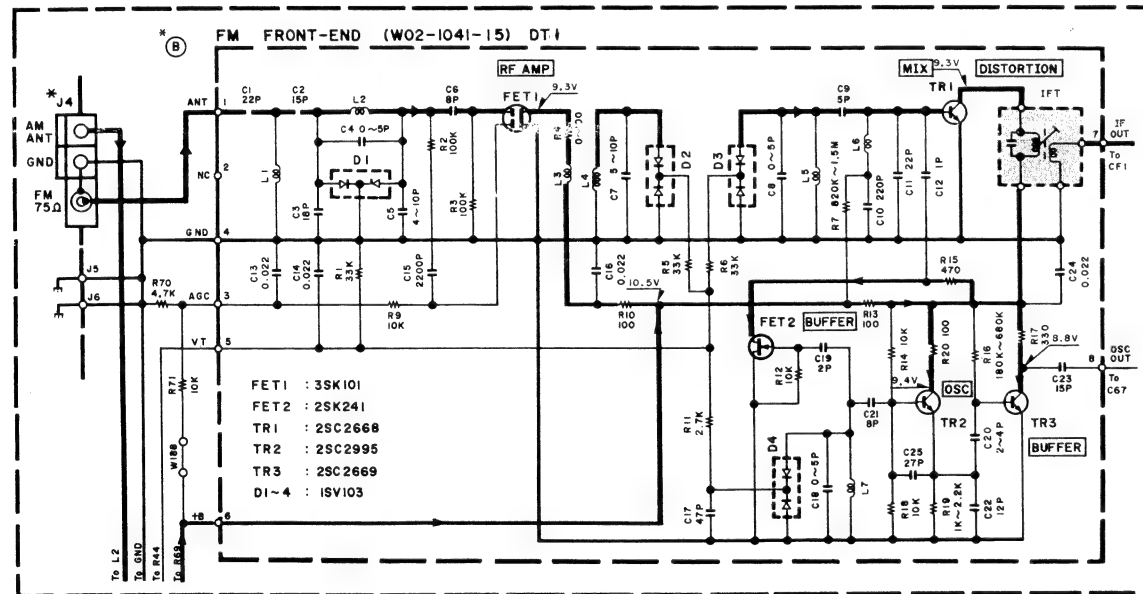 * B
FM FRONT-END (W02-1041-15) DT1
RF AMP
MIX
9.3V
DISTORTION
* J4
AM ANT
GND
FM 75Ω
J5
J6
ANT 1
NC 2
GND 4
AGC 3
VT 5
+B 6
C1 22P
C2 15P
L2
C4 0~5P
D1
L1
C3 18P
C5 4~10P
C6 8P
R2 100K
R3 100K
FET1
9.3V
R4
L3
L4
C7 5~10P
D2
D3
C8 0~5P
L5
C9 5P
L6
R7 820K~1.5M
C10 220P
C11 22P
C12 11P
TR1
IFT
7
IF OUT
To CF1
C13 0.022
C14 0.022
R1 33K
C15 2200P
C16 0.022
R5 33K
R6 33K
C24 0.022
R70 4.7K
R9 10K
R10 100
10.5V
R15 470
R13 100
FET2
BUFFER
R12 10K
C19 2P
R14 10K
R20 100
R16 180K~680K
R17 330
8.8V
8
OSC OUT
To C67
C23 15P
9.4V
OSC
C21 8P
TR2
TR3
BUFFER
R71 10K
W188
FET1 : 3SK101
FET2 : 2SK241
TR1 : 2SC2668
TR2 : 2SC2995
TR3 : 2SC2669
D1~4 : 1SV103
R11 2.7K
D4
C17 47P
C18 0~5P
L7
C25 27P
C20 2~4P
R18 10K
R19 1K~2.2K
C22 12P
To L2
To GND
To R44
To R69